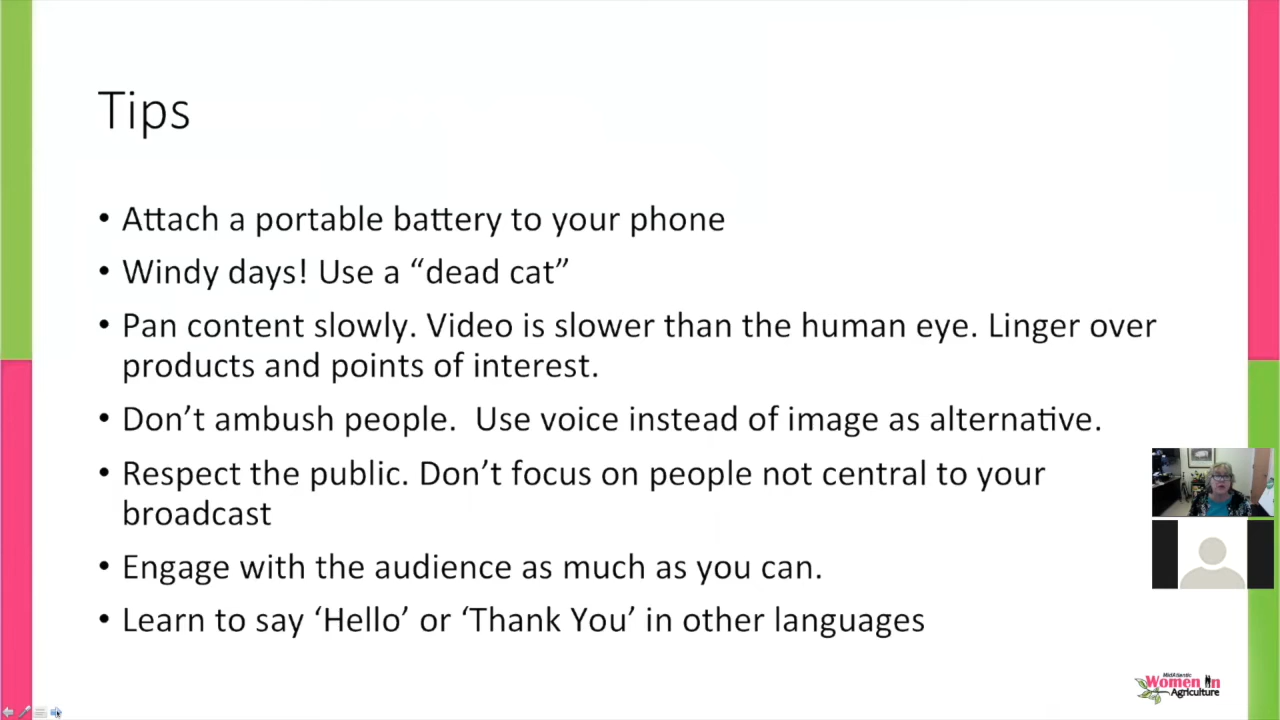 Tips
• Attach a portable battery to your phone
• Windy days! Use a “dead cat”
• Pan content slowly. Video is slower than the human eye. Linger over
products and points of interest.
• Don’t ambush people.  Use voice instead of image as alternative.
• Respect the public. Don’t focus on people not central to your
broadcast
• Engage with the audience as much as you can.
• Learn to say ‘Hello’ or ‘Thank You’ in other languages
MidAtlantic
Women in
Agriculture